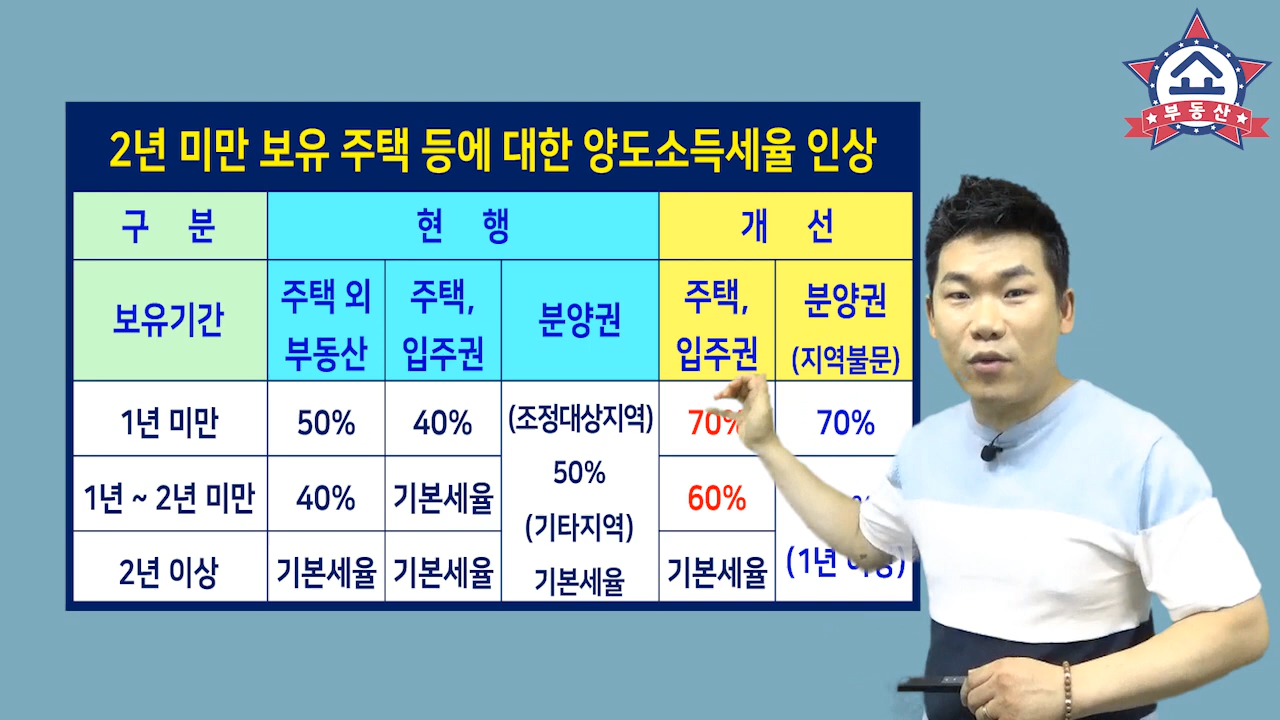 부동산
2년 미만 보유 주택 등에 대한 양도소득세율 인상
구 분
현 행
개 선
보유기간
주택 외
부동산
주택,
입주권
분양권
주택,
입주권
분양권
(지역불문)
1년 미만
50%
40%
(조정대상지역)
50%
(기타지역)
기본세율
70%
70%
1년 ~ 2년 미만
40%
기본세율
60%
(1년
2년 이상
기본세율
기본세율
기본세율